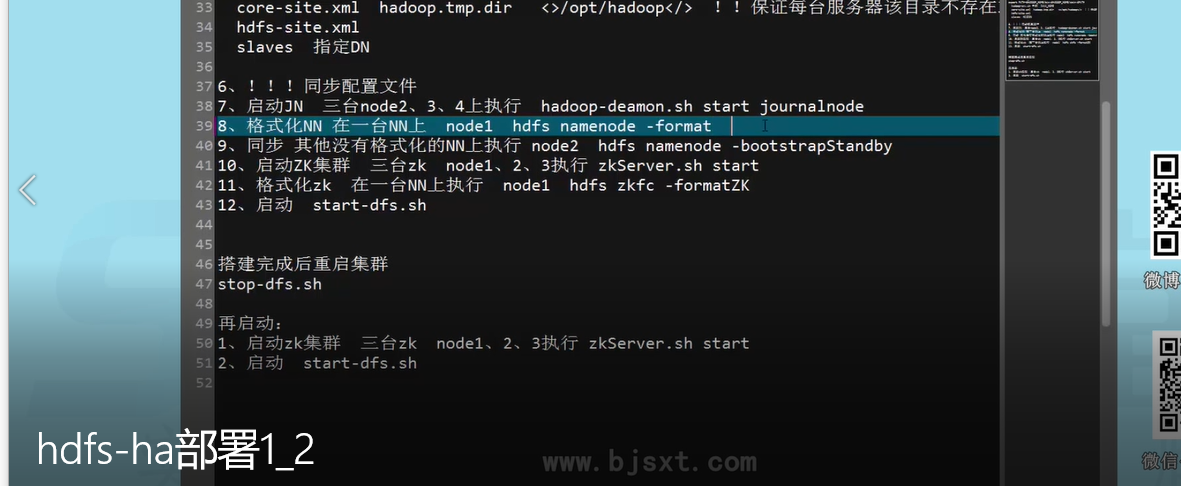 33 core-site.xml hadoop.tmp.dir <>/opt/hadoop</> ！！保证每台服务器该目录不存在
34 hdfs-site.xml
35 slaves 指定DN
36
37 6、！！！同步配置文件
38 7、启动JN 三台node2、3、4上执行 hadoop-deamon.sh start journalnode
39 8、格式化NN 在一台NN上 node1 hdfs namenode -format
40 9、同步 其他没有格式化的NN上执行 node2 hdfs namenode -bootstrapStandby
41 10、启动ZK集群 三台zk node1、2、3执行 zkServer.sh start
42 11、格式化zk 在一台NN上执行 node1 hdfs zkfc -formatZK
43 12、启动 start-dfs.sh
44
45
46 搭建完成后重启集群
47 stop-dfs.sh
48
49 再启动：
50 1、启动zk集群 三台zk node1、2、3执行 zkServer.sh start
51 2、启动 start-dfs.sh
52
微博
微信
hdfs-ha部署1_2
www.bjsxt.com